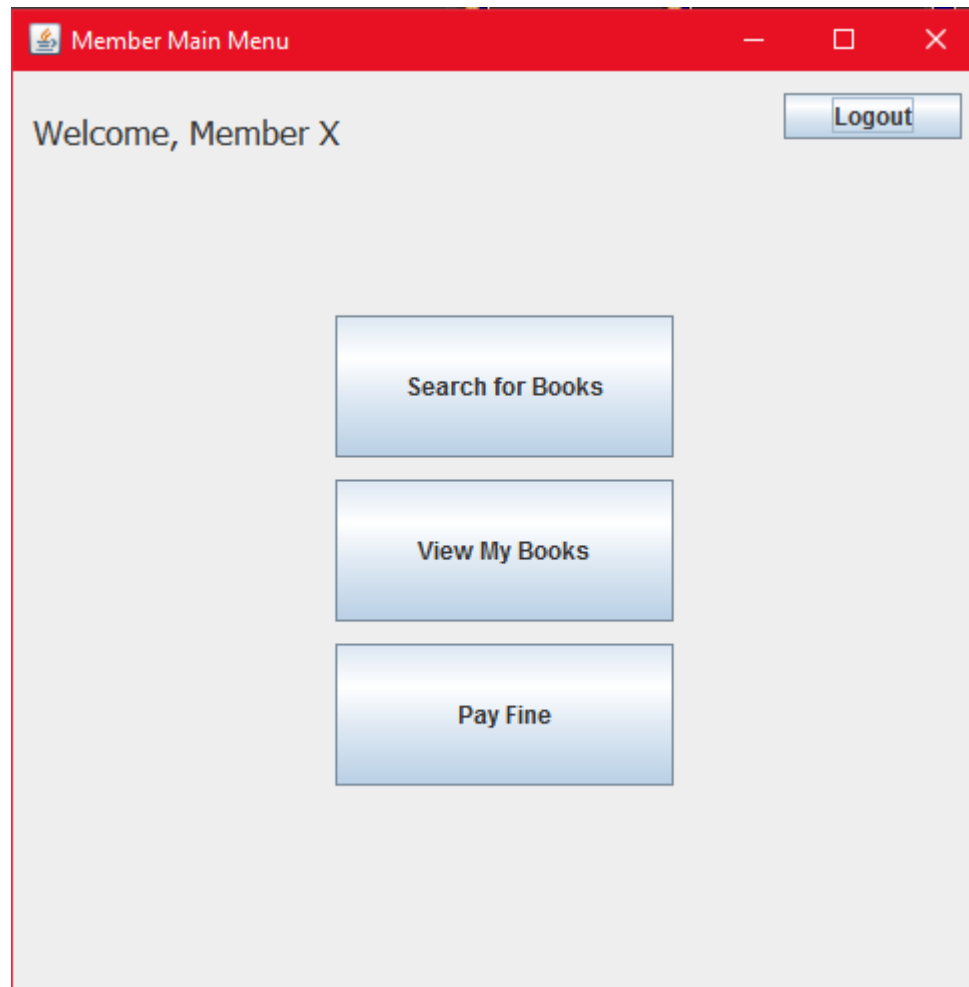 Member Main Menu
Logout
Welcome, Member X
Search for Books
View My Books
Pay Fine